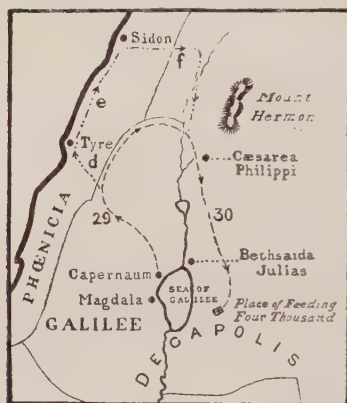 Sidon
f
e
Mount
Hermon
Tyre
d
Cæsarea
Philippi
29
30
PHŒNICIA
Bethsaida
Julias
Capernaum
SEA OF
GALILEE
Magdala
Place of Feeding
Four Thousand
GALILEE
DECAPOLIS